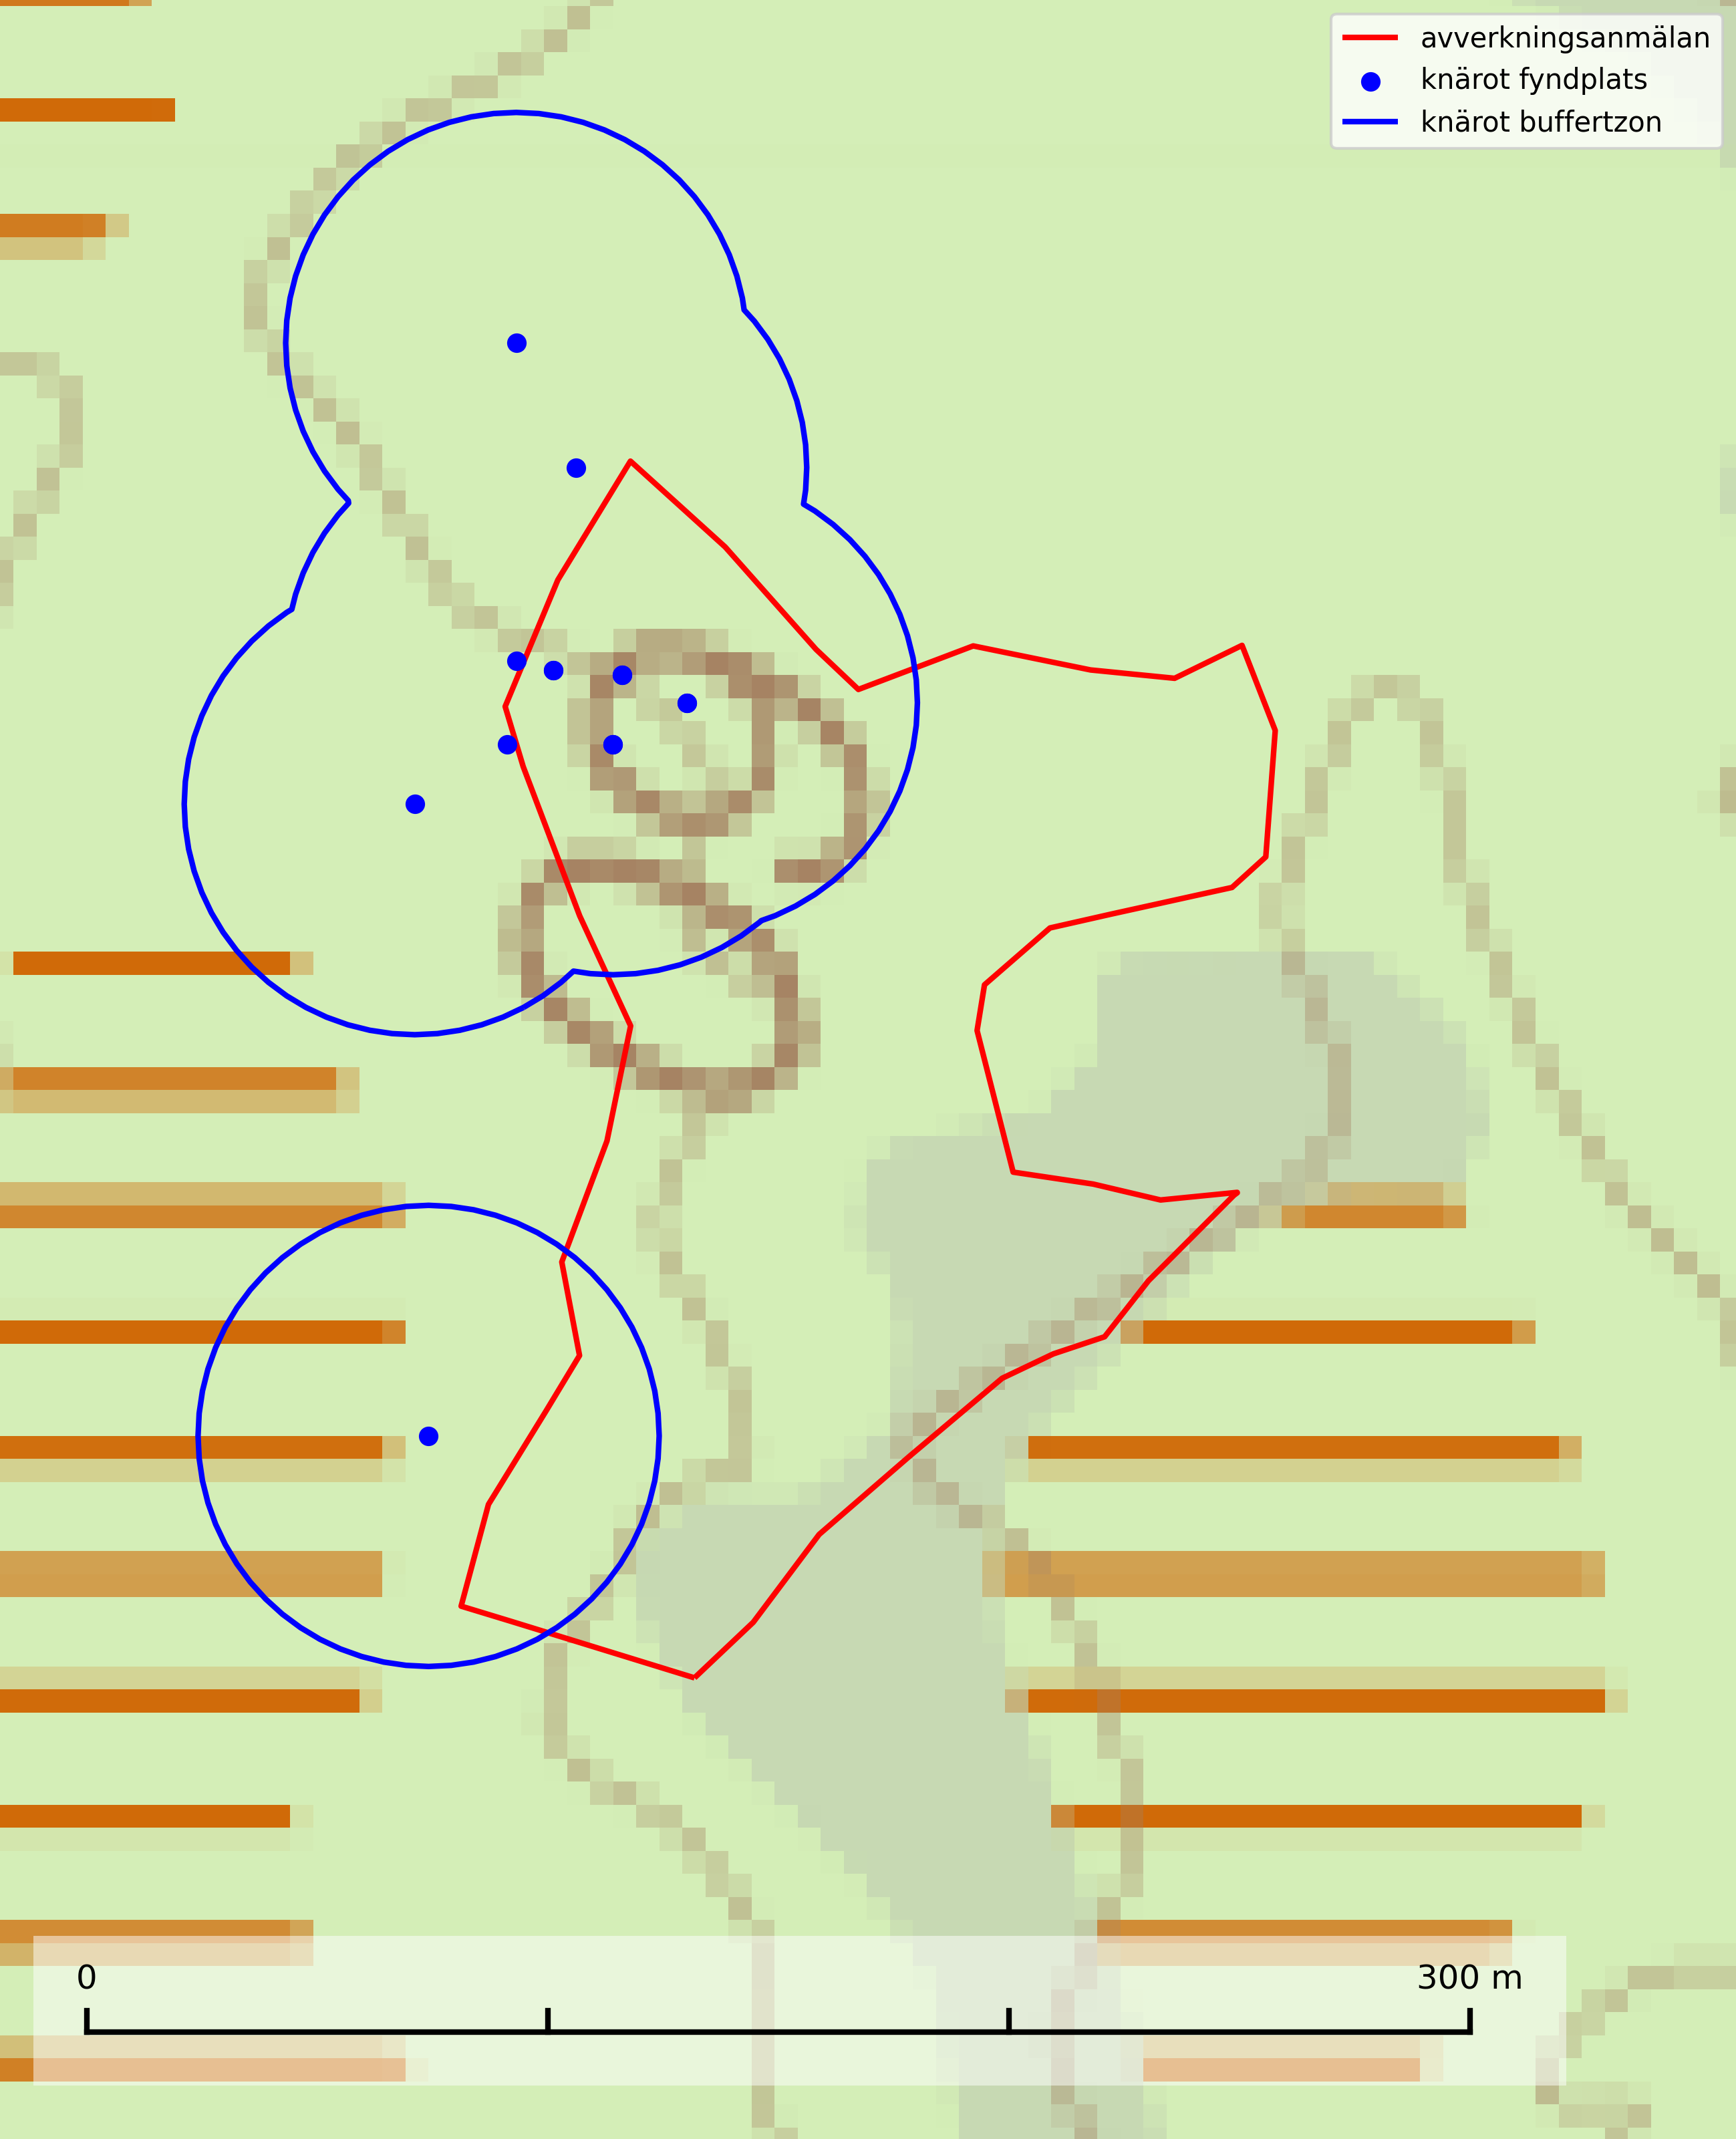 avverkningsanmälan
knärot fyndplats
knärot buffertzon
0
300 m